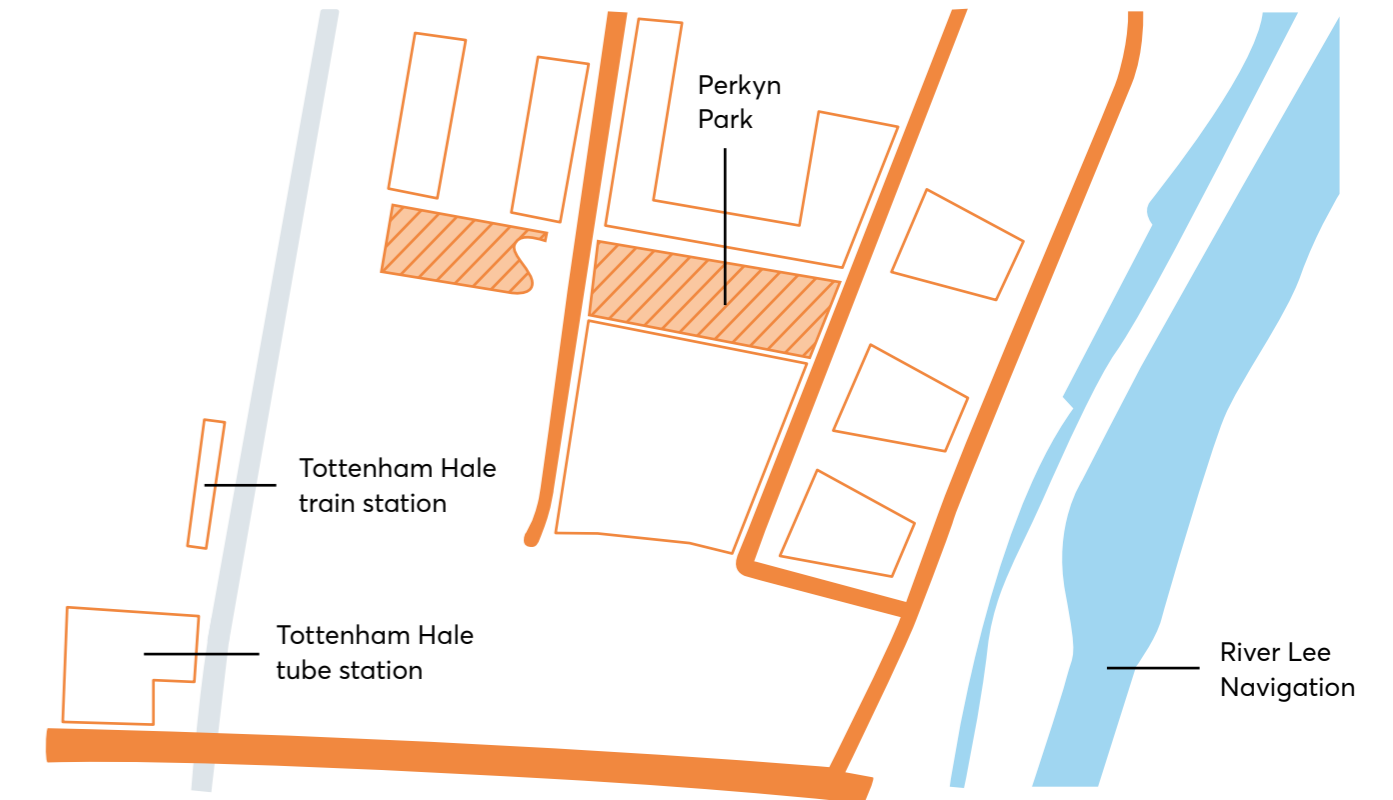 Perkyn
Park
Tottenham Hale
train station
Tottenham Hale
tube station
River Lee
Navigation